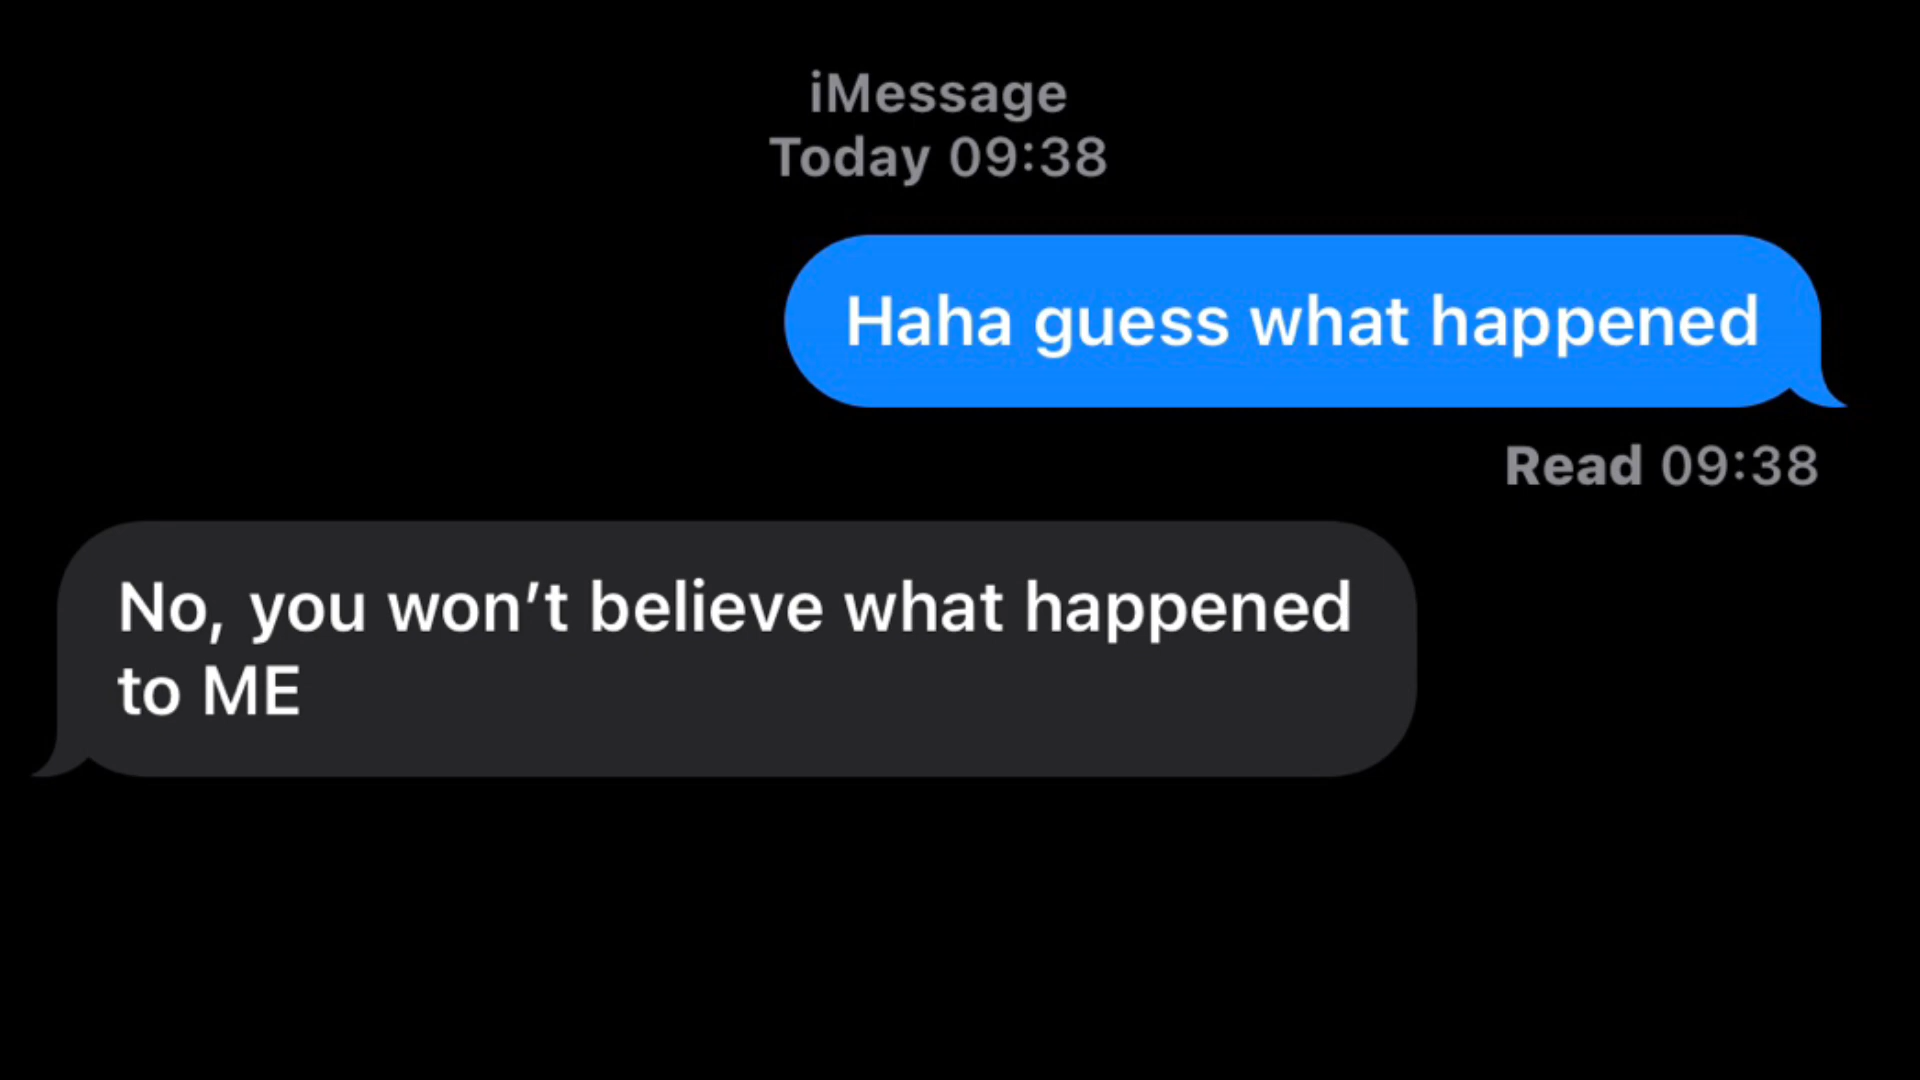 iMessage
Today 09:38
Haha guess what happened
Read 09:38
No, you won’t believe what happened
to ME